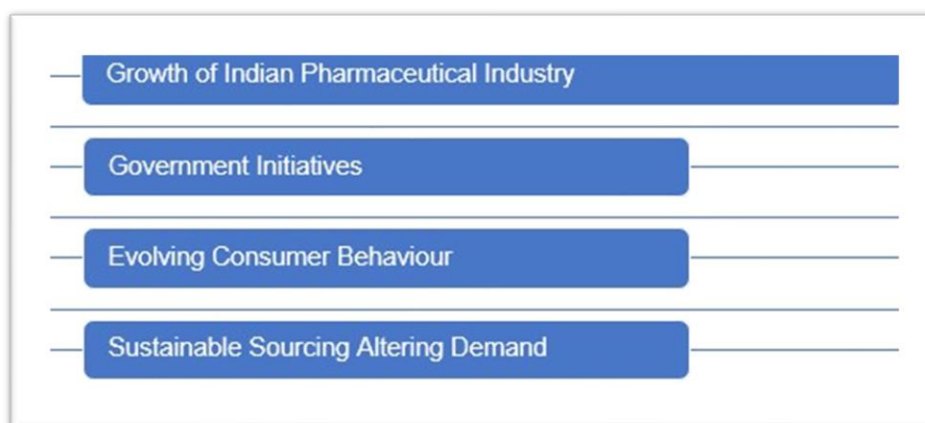 Growth of Indian Pharmaceutical Industry
Government Initiatives
Evolving Consumer Behaviour
Sustainable Sourcing Altering Demand